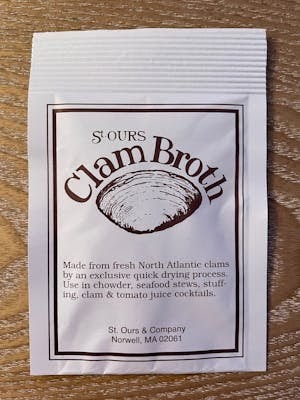 St. OURS
Clam Broth
Made from fresh North Atlantic clams
by an exclusive quick drying process.
Use in chowder, seafood stews, stuff-
ing, clam & tomato juice cocktails.
St. Ours & Company
Norwell, MA 02061